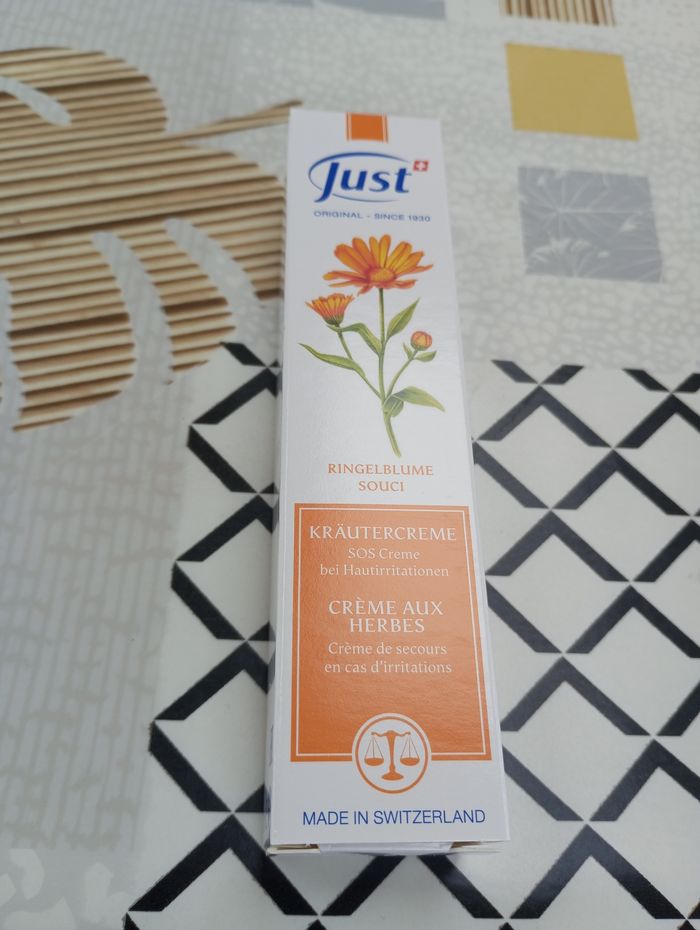 Just
ORIGINAL - SINCE 1930
RINGELBLUME
SOUCI
KRÄUTERCREME
SOS Creme
bei Hautirritationen
CRÈME AUX
HERBES
Crème de secours
en cas d'irritations
MADE IN SWITZERLAND